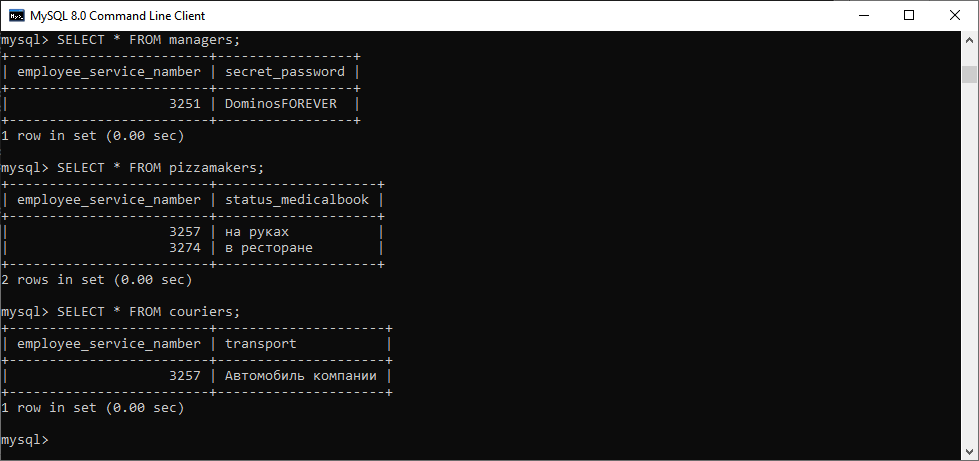 MySQL 8.0 Command Line Client
mysql> SELECT * FROM managers;
+-------------------------+-----------------+
| employee_service_namber | secret_password |
+-------------------------+-----------------+
|                    3251 | DominosFOREVER  |
+-------------------------+-----------------+
1 row in set (0.00 sec)
mysql> SELECT * FROM pizzamakers;
+-------------------------+--------------------+
| employee_service_namber | status_medicalbook |
+-------------------------+--------------------+
|                    3257 | на руках           |
|                    3274 | в ресторане        |
+-------------------------+--------------------+
2 rows in set (0.00 sec)
mysql> SELECT * FROM couriers;
+-------------------------+---------------------+
| employee_service_namber | transport           |
+-------------------------+---------------------+
|                    3257 | Автомобиль компании |
+-------------------------+---------------------+
1 row in set (0.00 sec)
mysql>